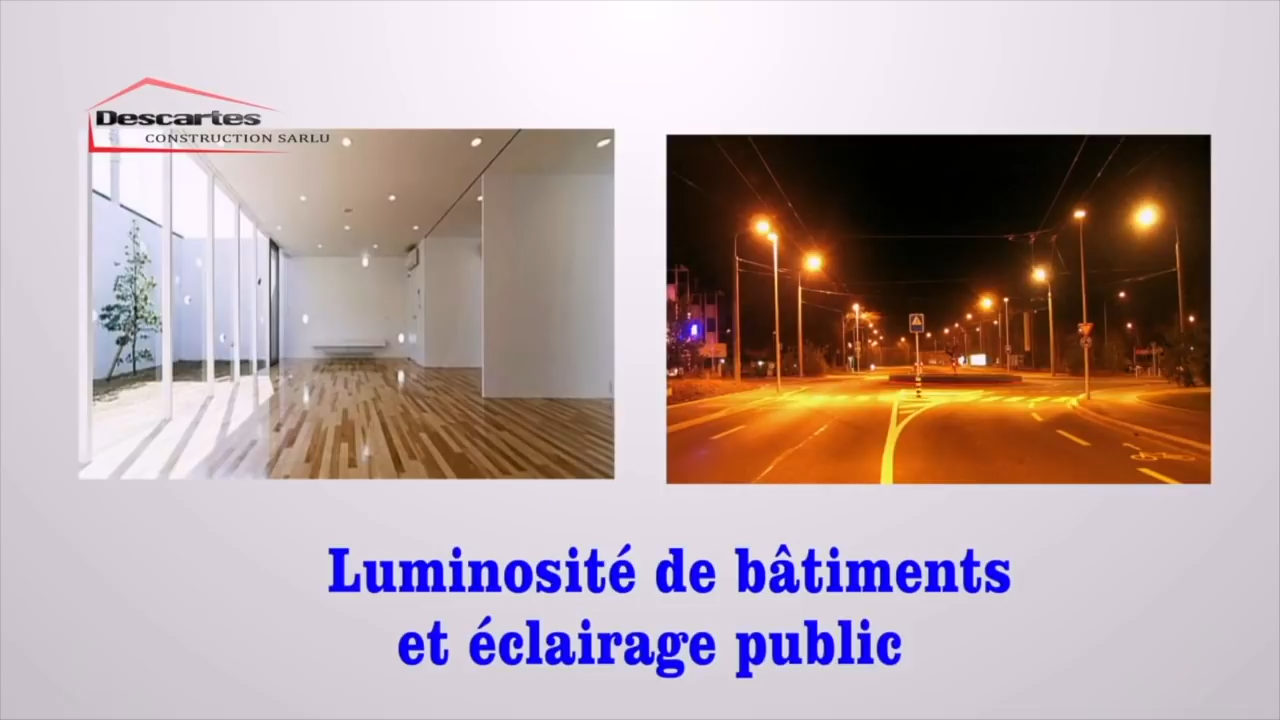 Descartes
CONSTRUCTION SARLU
Luminosité de bâtiments
et éclairage public